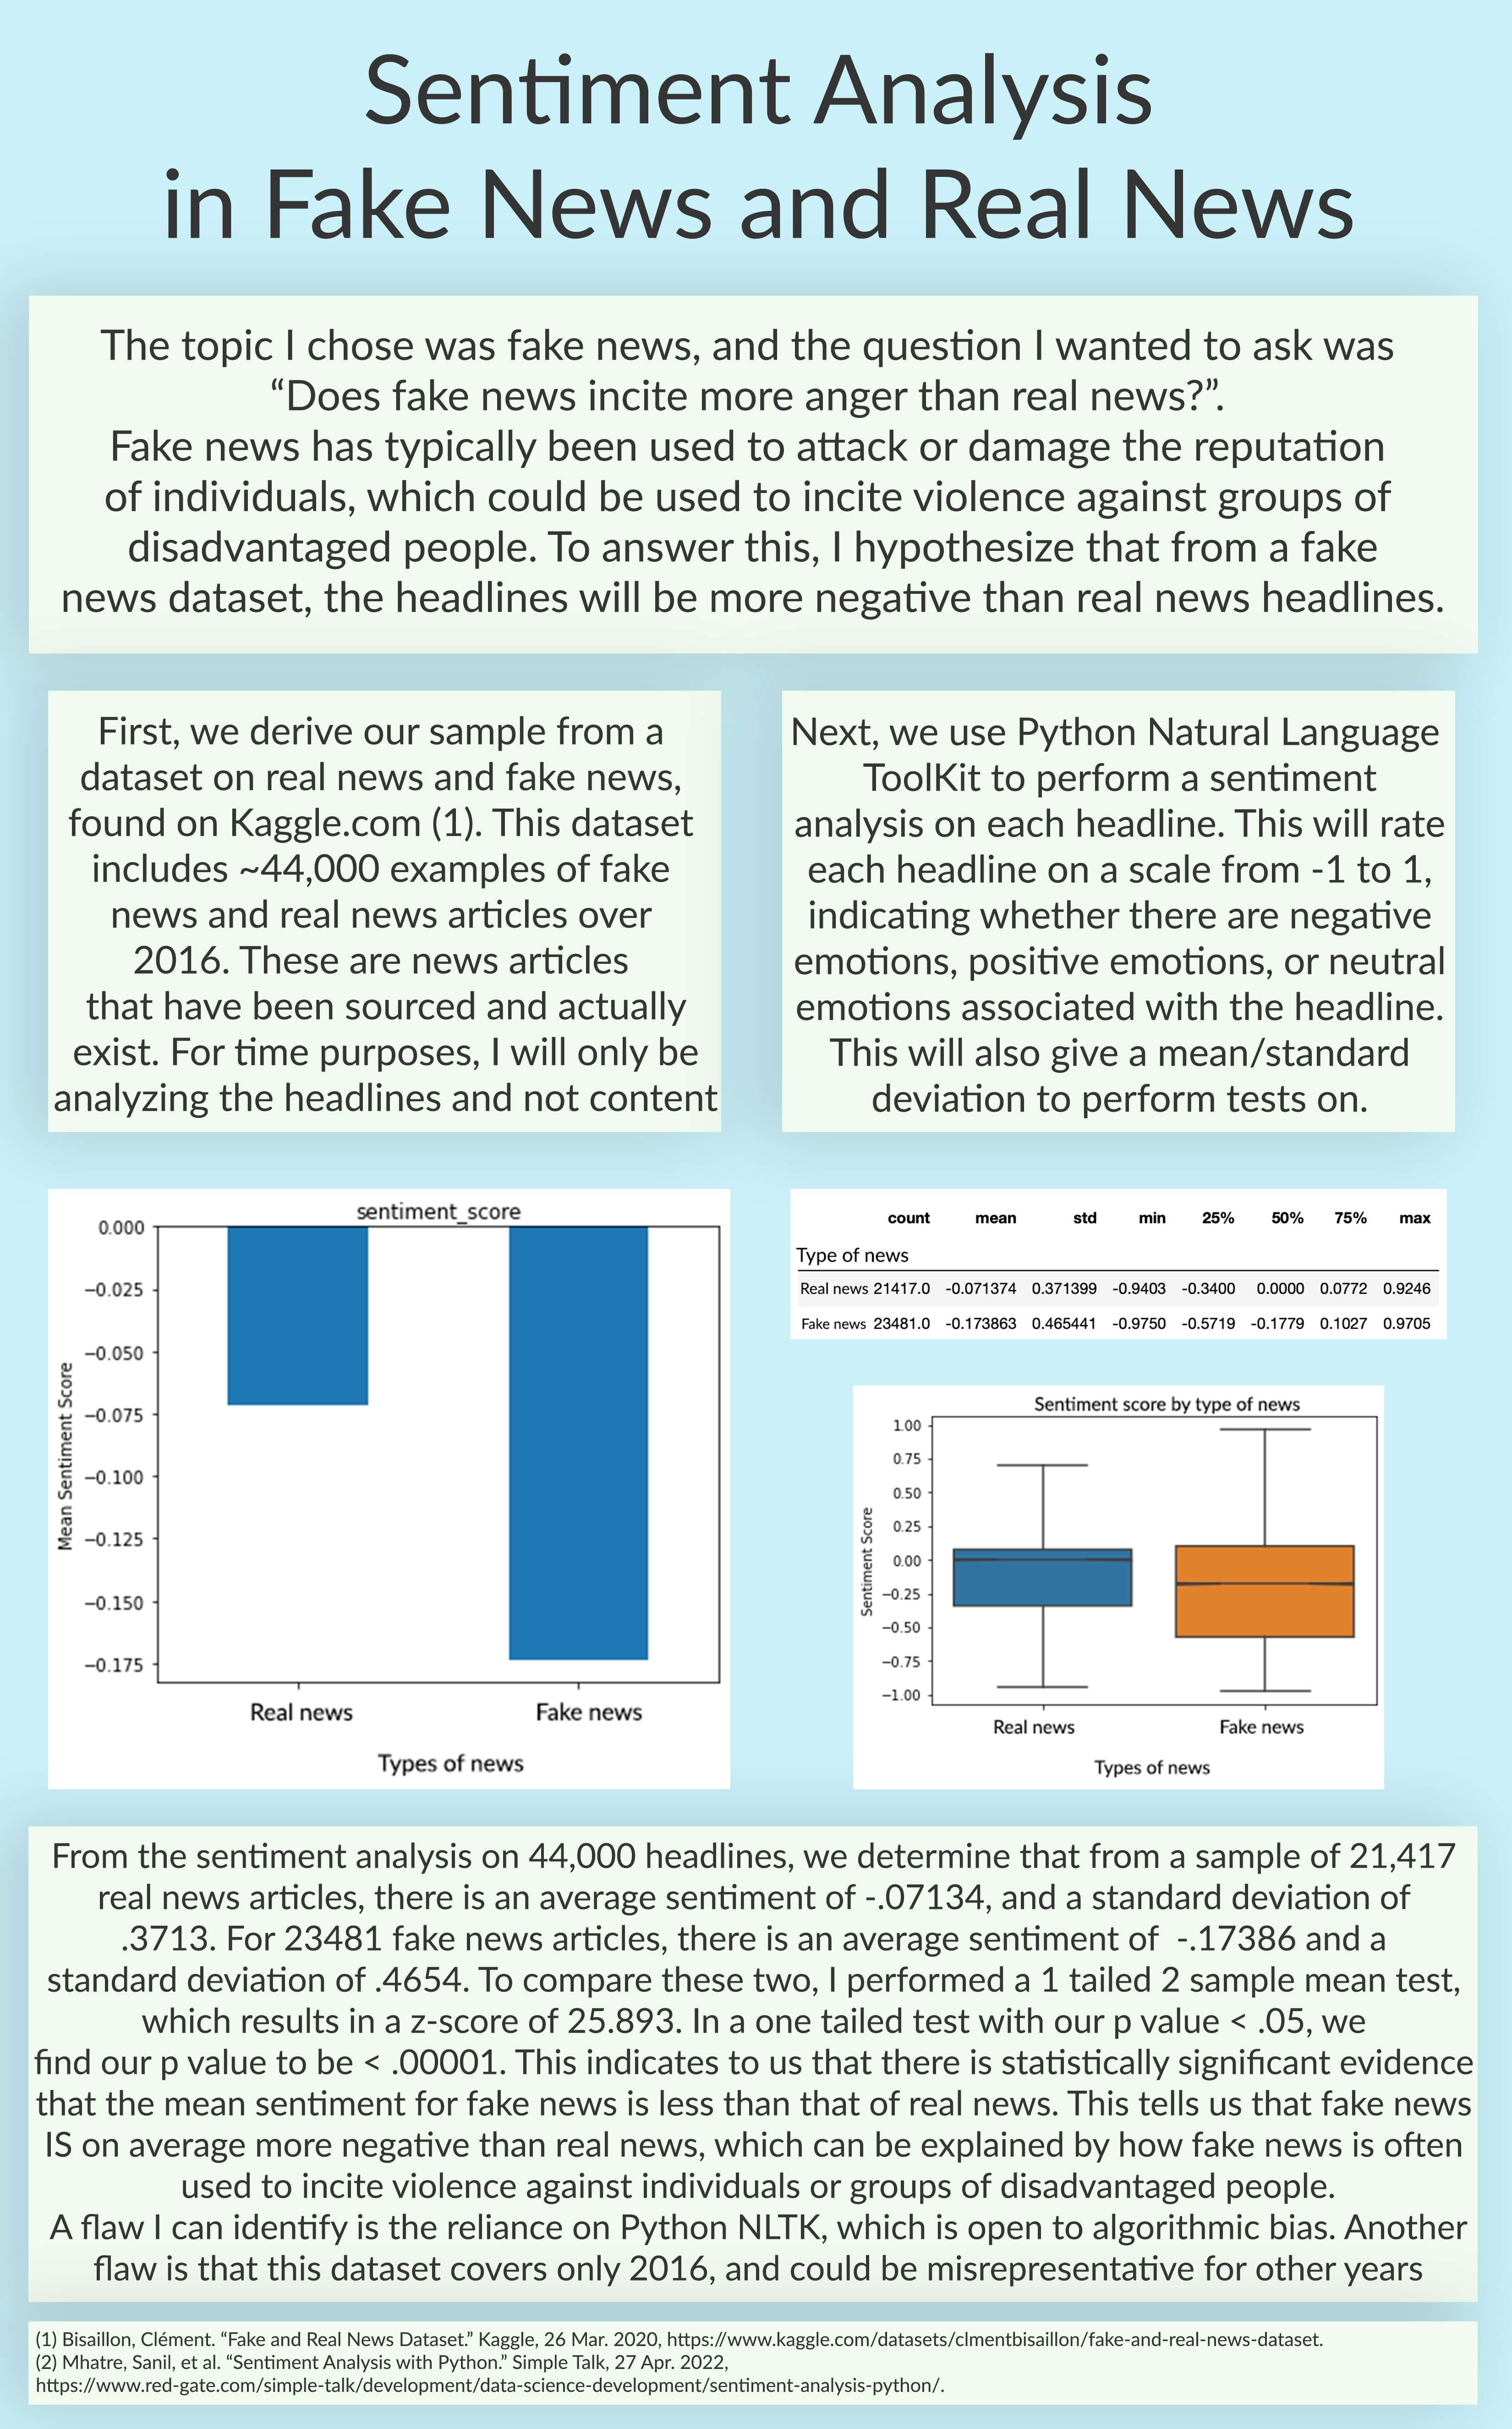 Sentiment Analysis
in Fake News and Real News
The topic I chose was fake news, and the question I wanted to ask was
“Does fake news incite more anger than real news?”.
Fake news has typically been used to attack or damage the reputation
of individuals, which could be used to incite violence against groups of
disadvantaged people. To answer this, I hypothesize that from a fake
news dataset, the headlines will be more negative than real news headlines.
First, we derive our sample from a
dataset on real news and fake news,
found on Kaggle.com (1). This dataset
includes ~44,000 examples of fake
news and real news articles over
2016. These are news articles
that have been sourced and actually
exist. For time purposes, I will only be
analyzing the headlines and not content
Next, we use Python Natural Language
ToolKit to perform a sentiment
analysis on each headline. This will rate
each headline on a scale from -1 to 1,
indicating whether there are negative
emotions, positive emotions, or neutral
emotions associated with the headline.
This will also give a mean/standard
deviation to perform tests on.
sentiment_score
0.000
−0.025
−0.050
−0.075
−0.100
−0.125
−0.150
−0.175
Mean Sentiment Score
Real news Fake news
Types of news
count mean std min 25% 50% 75% max
Type of news
Real news 21417.0 -0.071374 0.371399 -0.9403 -0.3400 0.0000 0.0772 0.9246
Fake news 23481.0 -0.173863 0.465441 -0.9750 -0.5719 -0.1779 0.1027 0.9705
Sentiment score by type of news
1.00
0.75
0.50
0.25
0.00
−0.25
−0.50
−0.75
−1.00
Sentiment Score
Real news Fake news
Types of news
From the sentiment analysis on 44,000 headlines, we determine that from a sample of 21,417
real news articles, there is an average sentiment of -.07134, and a standard deviation of
.3713. For 23481 fake news articles, there is an average sentiment of -.17386 and a
standard deviation of .4654. To compare these two, I performed a 1 tailed 2 sample mean test,
which results in a z-score of 25.893. In a one tailed test with our p value < .05, we
find our p value to be < .00001. This indicates to us that there is statistically significant evidence
that the mean sentiment for fake news is less than that of real news. This tells us that fake news
IS on average more negative than real news, which can be explained by how fake news is often
used to incite violence against individuals or groups of disadvantaged people.
A flaw I can identify is the reliance on Python NLTK, which is open to algorithmic bias. Another
flaw is that this dataset covers only 2016, and could be misrepresentative for other years
(1) Bisaillon, Clément. “Fake and Real News Dataset.” Kaggle, 26 Mar. 2020, https://www.kaggle.com/datasets/clmentbisaillon/fake-and-real-news-dataset.
(2) Mhatre, Sanil, et al. “Sentiment Analysis with Python.” Simple Talk, 27 Apr. 2022,
https://www.red-gate.com/simple-talk/development/data-science-development/sentiment-analysis-python/.